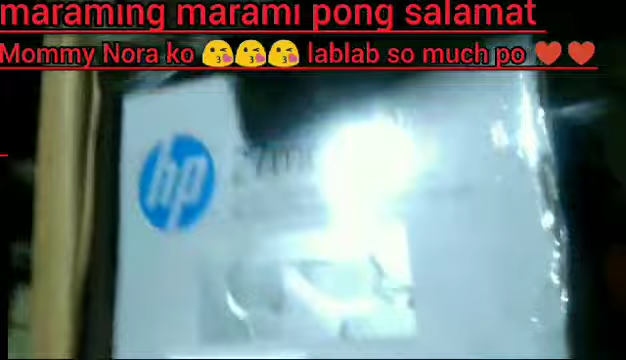 maraming marami pong salamat
Mommy Nora ko 😘😘😘 lablab so much po ❤️❤️
hp